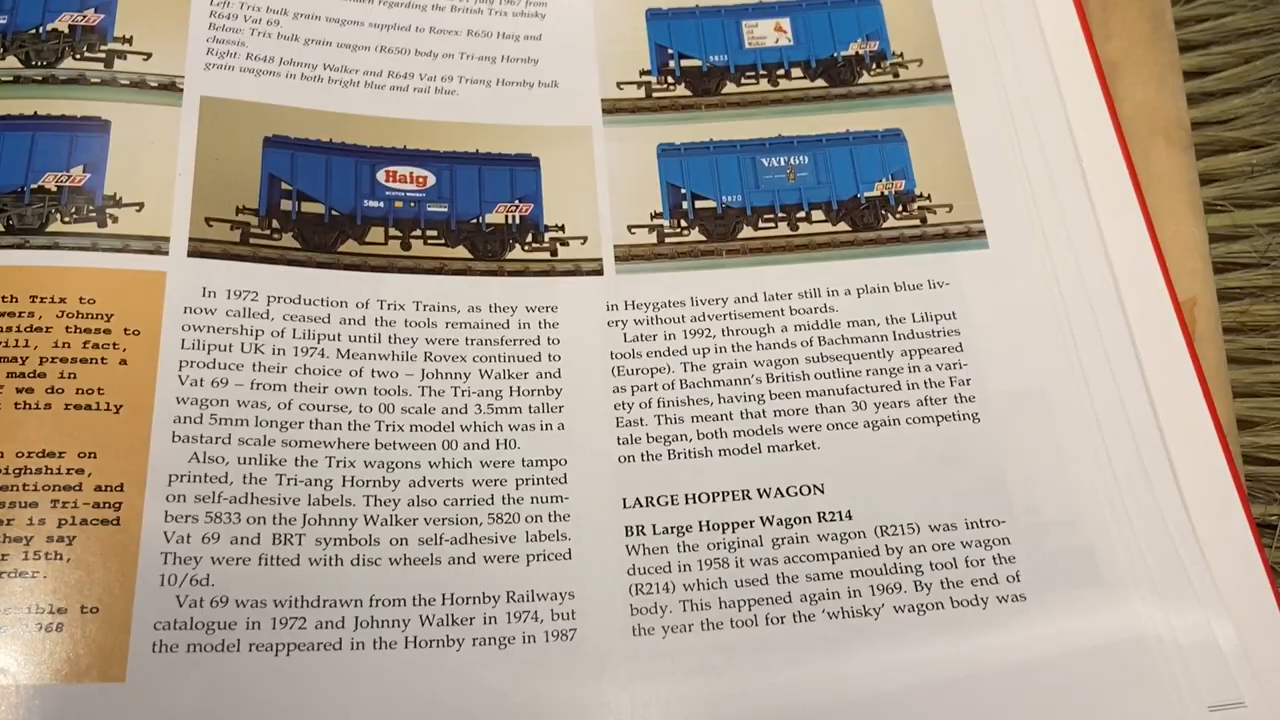 July 1967 from
regarding the British Trix whisky
Left: Trix bulk grain wagons supplied to Rovex: R650 Haig and
R649 Vat 69.
Below: Trix bulk grain wagon (R650) body on Tri-ang Hornby
chassis.
Right: R648 Johnny Walker and R649 Vat 69 Triang Hornby bulk
grain wagons in both bright blue and rail blue.
BRT
BRT
Haig
SCOTCH WHISKY
5884
BRT
Good
old
Johnnie
Walker
5833
BRT
VAT 69
5820
BRT
th Trix to
wers, Johnny
nsider these to
will, in fact,
may present a
made in
f we do not
this really
n order on
bighshire,
entioned and
ssue Tri-ang
er is placed
they say
r 15th,
rder.
ssible to
1968
In 1972 production of Trix Trains, as they were
now called, ceased and the tools remained in the
ownership of Liliput until they were transferred to
Liliput UK in 1974. Meanwhile Rovex continued to
produce their choice of two – Johnny Walker and
Vat 69 – from their own tools. The Tri-ang Hornby
wagon was, of course, to 00 scale and 3.5mm taller
and 5mm longer than the Trix model which was in a
bastard scale somewhere between 00 and H0.
Also, unlike the Trix wagons which were tampo
printed, the Tri-ang Hornby adverts were printed
on self-adhesive labels. They also carried the num-
bers 5833 on the Johnny Walker version, 5820 on the
Vat 69 and BRT symbols on self-adhesive labels.
They were fitted with disc wheels and were priced
10/6d.
Vat 69 was withdrawn from the Hornby Railways
catalogue in 1972 and Johnny Walker in 1974, but
the model reappeared in the Hornby range in 1987
in Heygates livery and later still in a plain blue liv-
ery without advertisement boards.
Later in 1992, through a middle man, the Liliput
tools ended up in the hands of Bachmann Industries
(Europe). The grain wagon subsequently appeared
as part of Bachmann's British outline range in a vari-
ety of finishes, having been manufactured in the Far
East. This meant that more than 30 years after the
tale began, both models were once again competing
on the British model market.
LARGE HOPPER WAGON
BR Large Hopper Wagon R214
When the original grain wagon (R215) was intro-
duced in 1958 it was accompanied by an ore wagon
(R214) which used the same moulding tool for the
body. This happened again in 1969. By the end of
the year the tool for the 'whisky' wagon body was